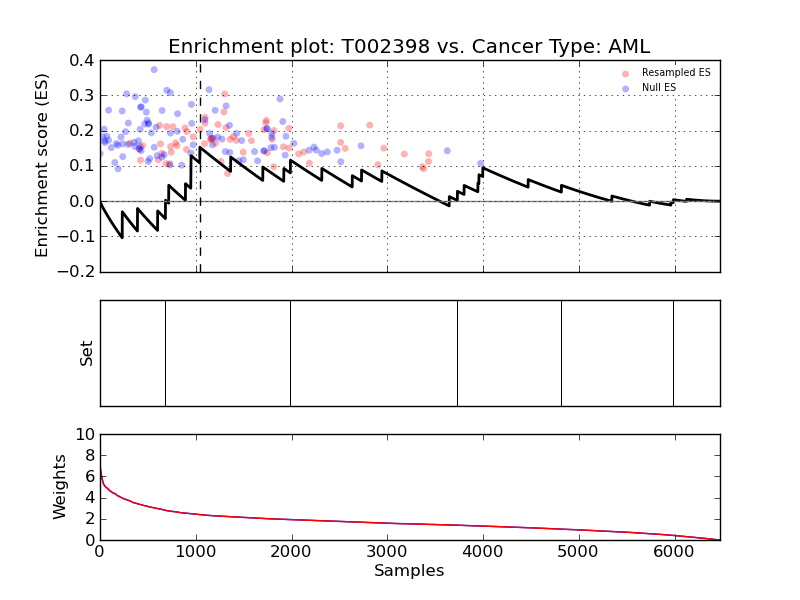 Enrichment plot: T002398 vs. Cancer Type: AML
Enrichment score (ES)
0.4
0.3
0.2
0.1
0.0
−0.1
−0.2
Resampled ES
Null ES
Set
Weights
10
8
6
4
2
0
0 1000 2000 3000 4000 5000 6000
Samples